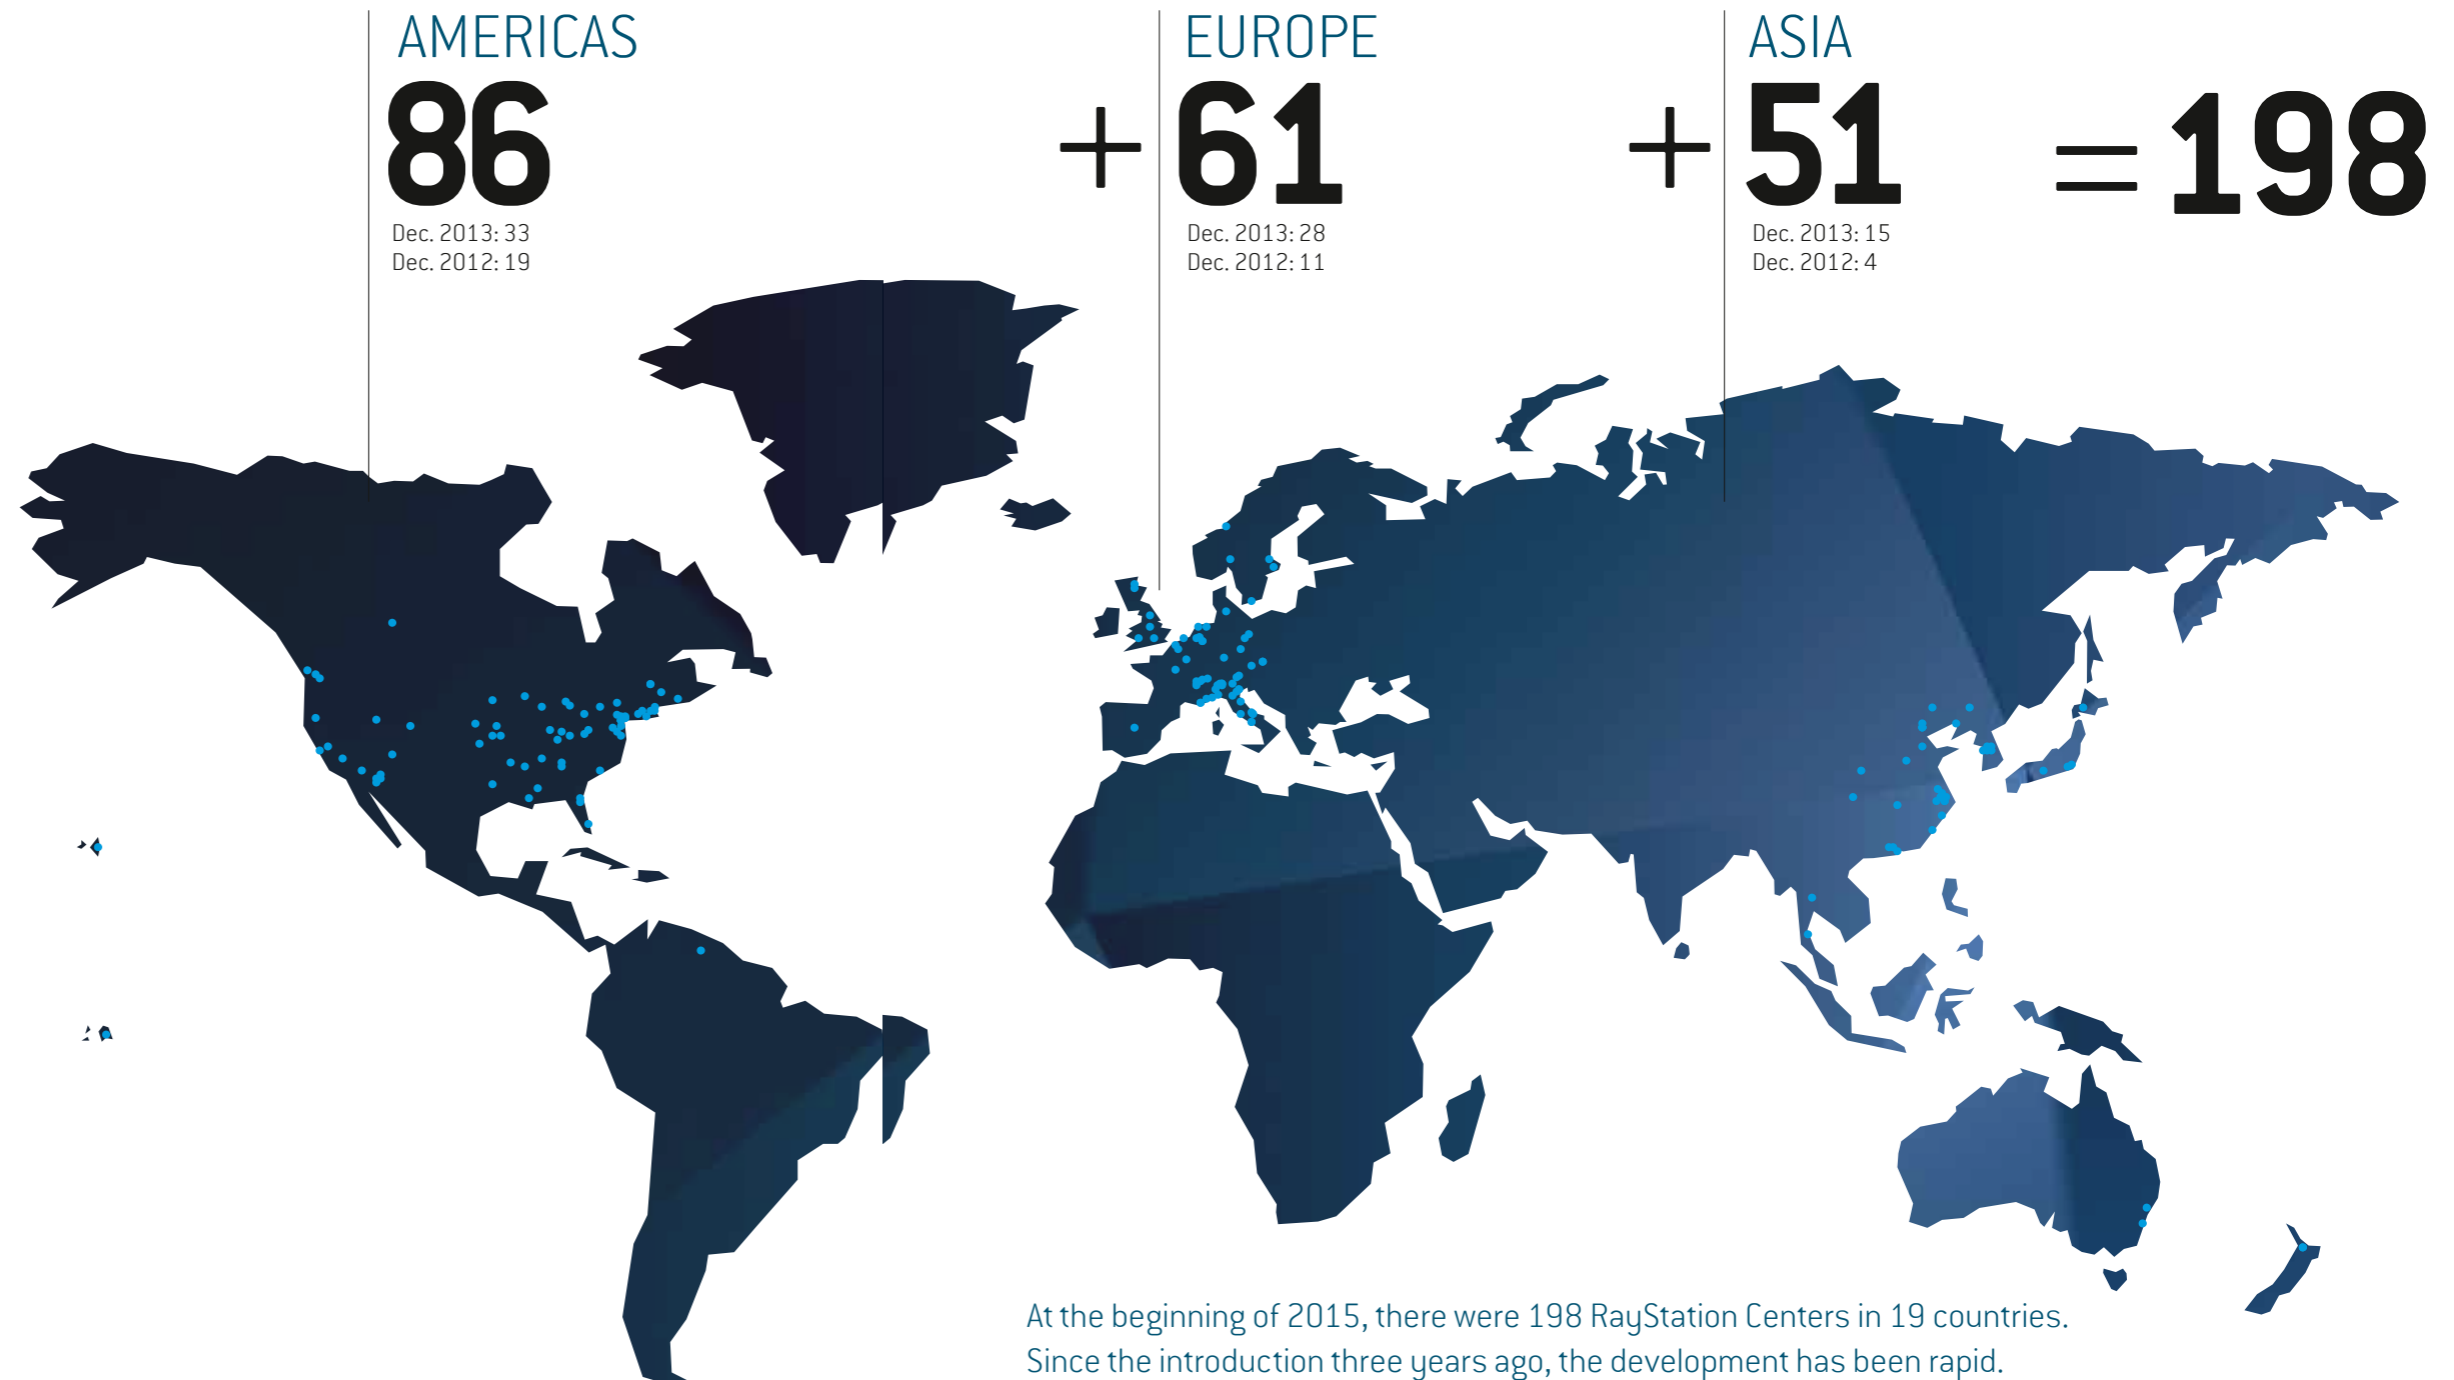 AMERICAS
86
Dec. 2013: 33
Dec. 2012: 19
+
EUROPE
61
Dec. 2013: 28
Dec. 2012: 11
+
ASIA
51
Dec. 2013: 15
Dec. 2012: 4
= 198
At the beginning of 2015, there were 198 RayStation Centers in 19 countries.
Since the introduction three years ago, the development has been rapid.